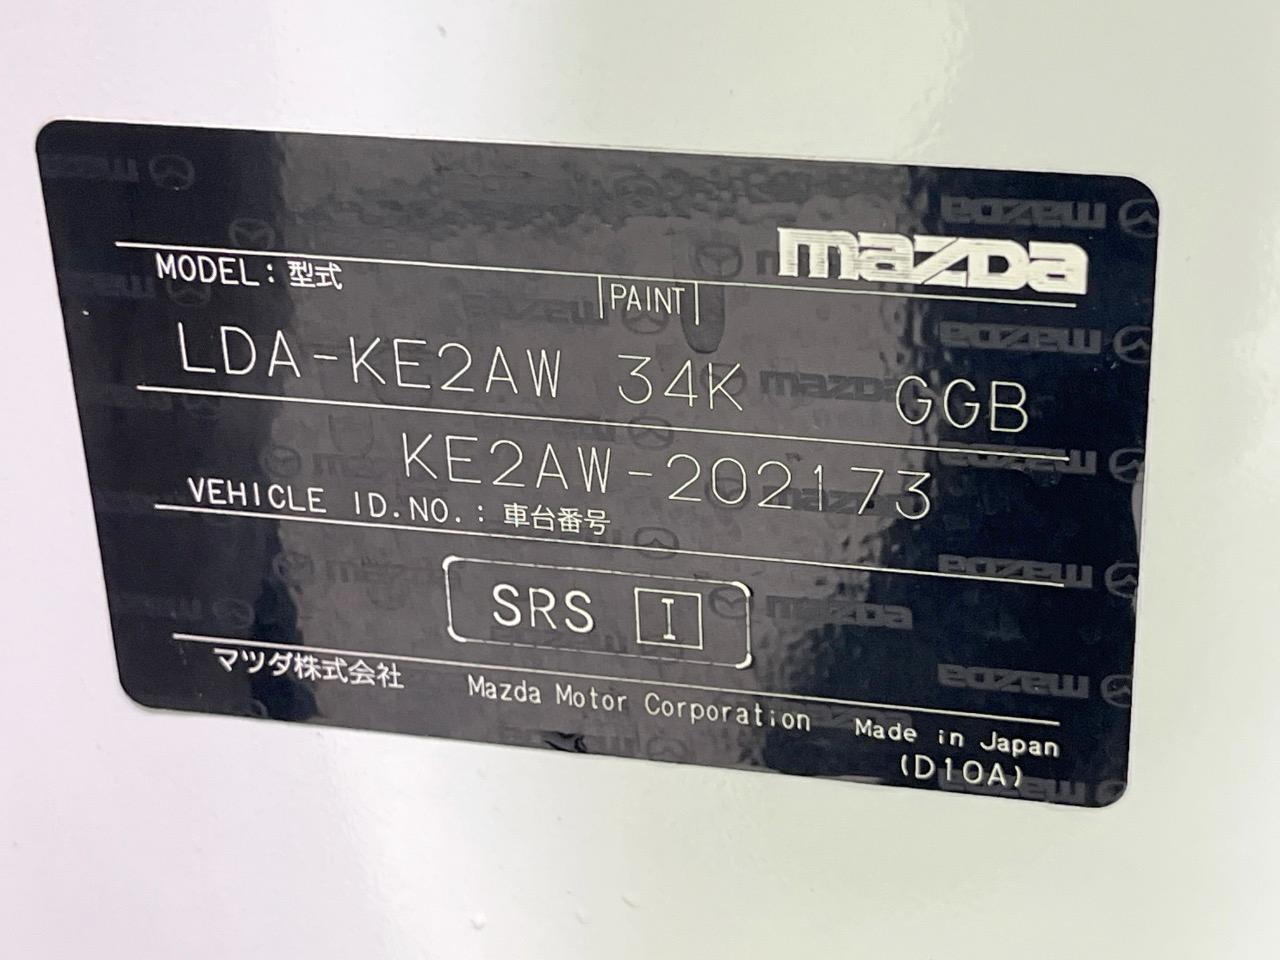 mazda
MODEL: 型式
PAINT
LDA-KE2AW 34K GGB
KE2AW-202173
VEHICLE ID.NO.: 車台番号
SRS I
マツダ株式会社 Mazda Motor Corporation Made in Japan
(D10A)